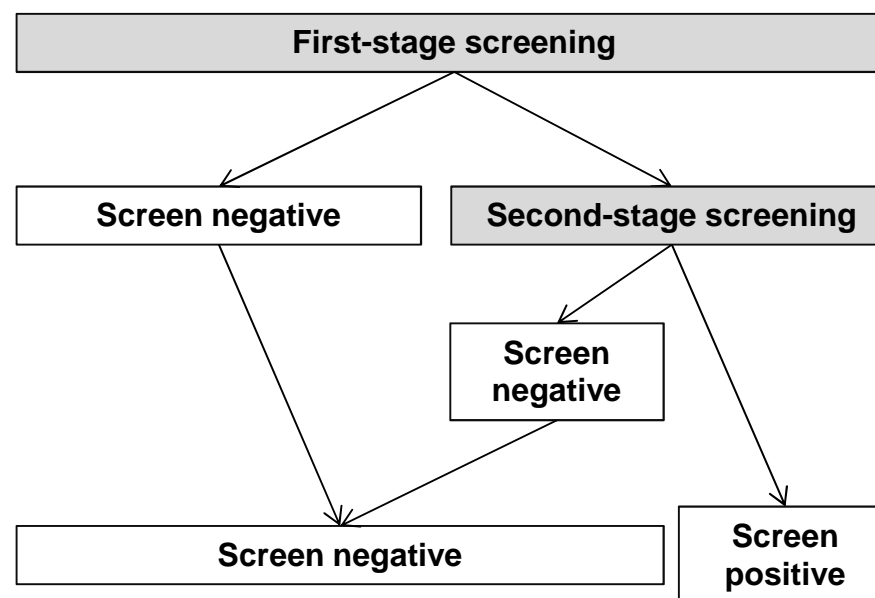 First-stage screening
Screen negative
Second-stage screening
Screen
negative
Screen negative
Screen
positive